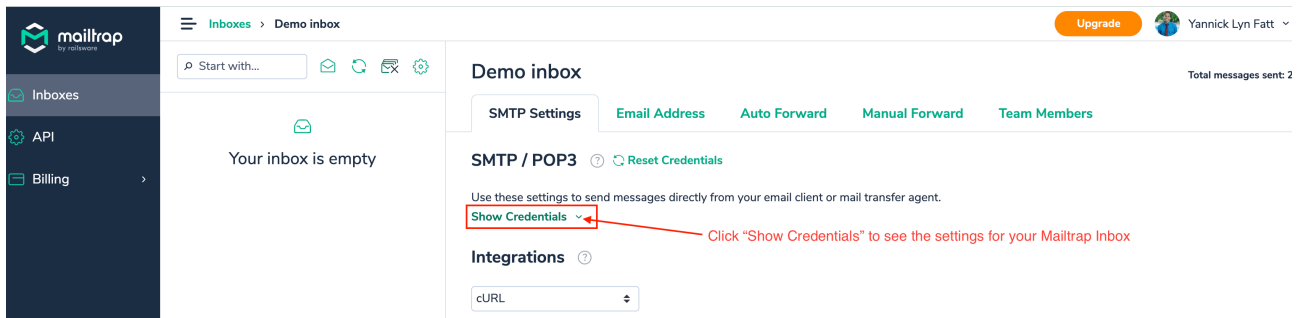 mailtrap
by railsware
Inboxes
API
Billing
Inboxes > Demo inbox
Upgrade
Yannick Lyn Fatt
Start with...
Your inbox is empty
Demo inbox
Total messages sent: 2
SMTP Settings
Email Address
Auto Forward
Manual Forward
Team Members
SMTP / POP3 ? Reset Credentials
Use these settings to send messages directly from your email client or mail transfer agent.
Show Credentials
Click “Show Credentials” to see the settings for your Mailtrap Inbox
Integrations ?
cURL